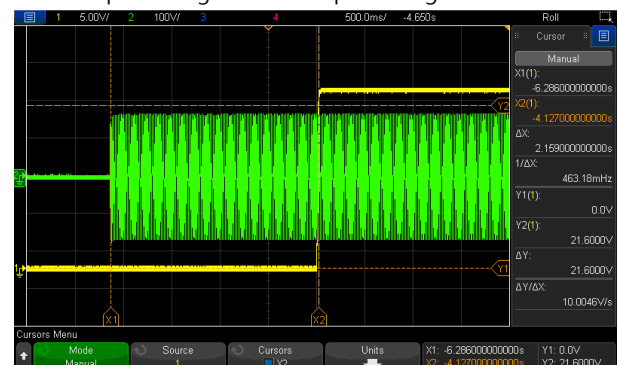 1 5.00V/ 2 100V/ 3 4 500.0ms/ -4.650s Roll
Cursor
Manual
X1(1):
-6.286000000000s
X2(1):
-4.127000000000s
ΔX:
2.159000000000s
1/ΔX:
463.18mHz
Y1(1):
0.0V
Y2(1):
21.6000V
ΔY:
21.6000V
ΔY/ΔX:
10.0046V/s
Y2
Y1
X1 X2
Cursors Menu
Mode Source Cursors Units X1: -6.286000000000s Y1: 0.0V
Manual 1 Y2 X2: -4.127000000000s Y2: 21.6000V